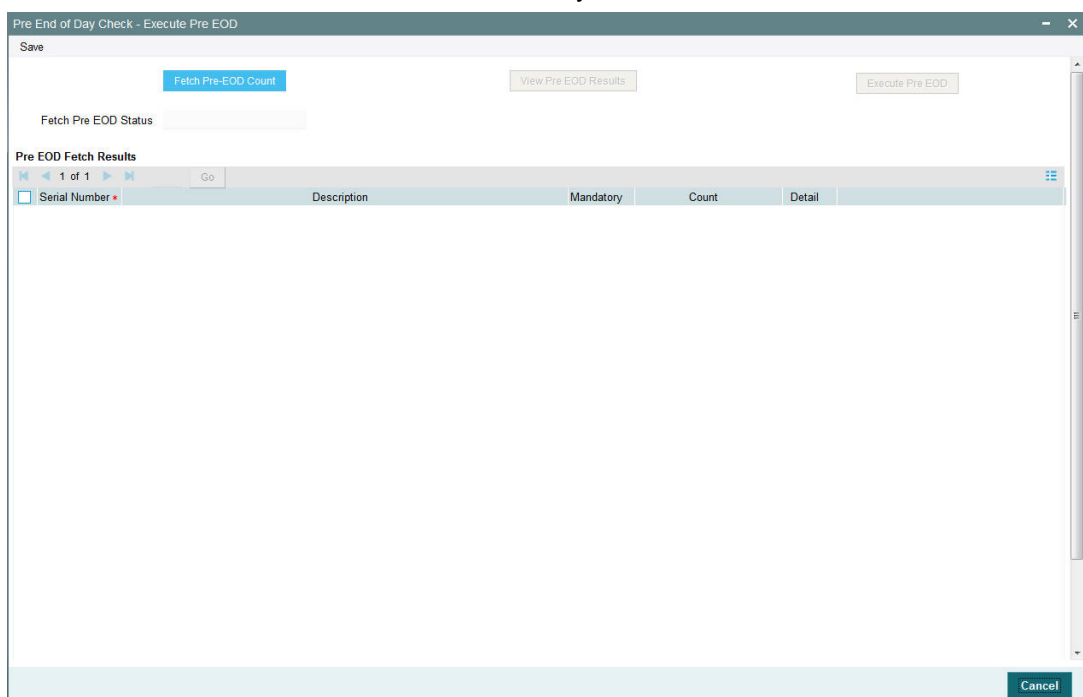 Pre End of Day Check - Execute Pre EOD
Save
Fetch Pre-EOD Count View Pre EOD Results Execute Pre EOD
Fetch Pre EOD Status
Pre EOD Fetch Results
1 of 1 Go
Serial Number * Description Mandatory Count Detail
Cancel